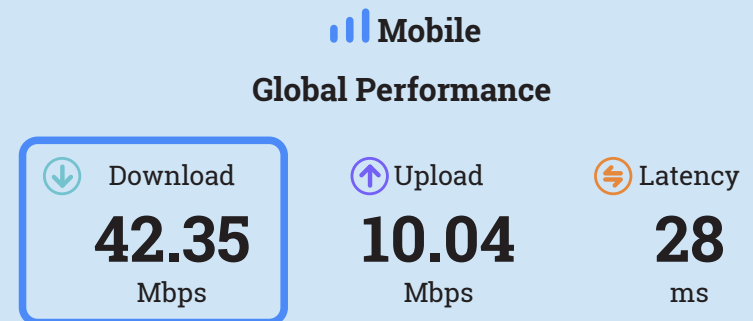 Mobile
Global Performance
Download
42.35
Mbps
Upload
10.04
Mbps
Latency
28
ms